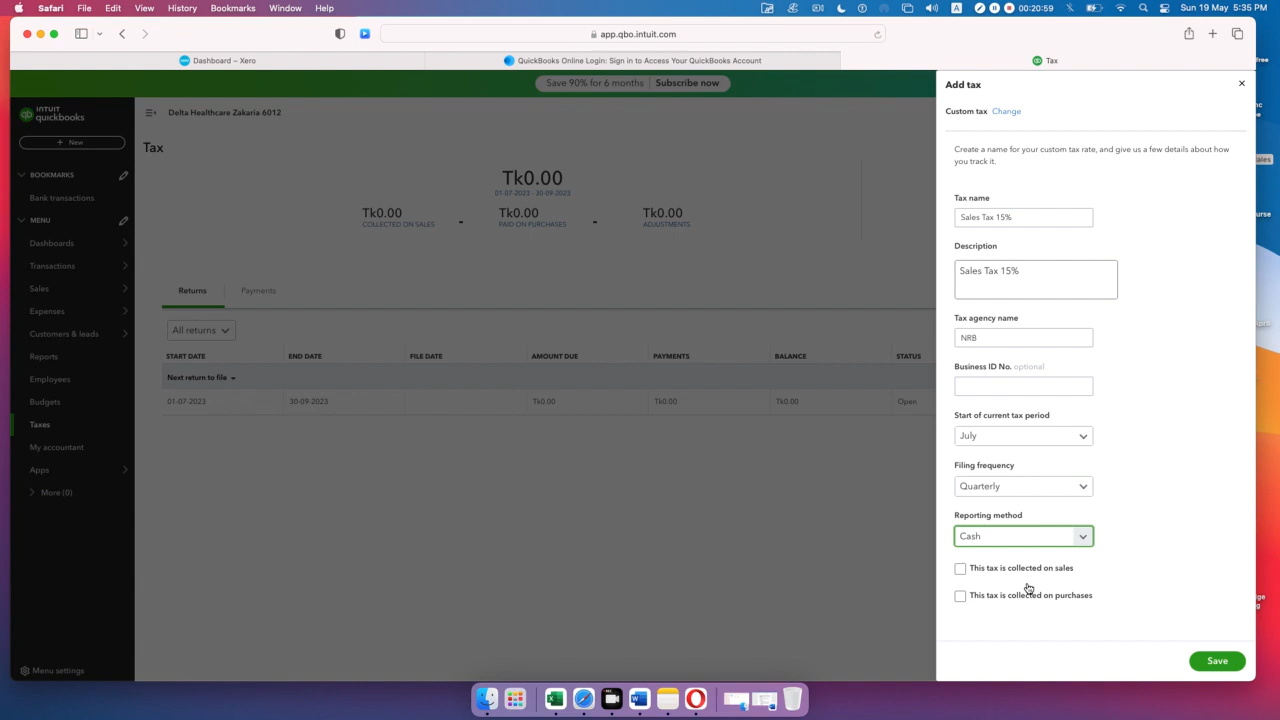 Safari File Edit View History Bookmarks Window Help
00:20:59 A Sun 19 Nov 5:35 PM
app.qbo.intuit.com
Dashboard – Xero
QuickBooks Online Login: Sign in to Access Your QuickBooks Account
Tax
Save 90% for 6 months Subscribe now
INTUIT
quickbooks
+ New
BOOKMARKS
Bank transactions
MENU
Dashboards
Transactions
Sales
Expenses
Customers & leads
Reports
Employees
Budgets
Taxes
My accountant
Apps
More (0)
Menu settings
Delta Healthcare Zakaria 6012
Tax
Tk0.00
01-07-2023 - 30-09-2023
Tk0.00 - Tk0.00 - Tk0.00
COLLECTED ON SALES PAID ON PURCHASES ADJUSTMENTS
Returns Payments
All returns
START DATE END DATE FILE DATE AMOUNT DUE PAYMENTS BALANCE STATUS
Next return to file
01-07-2023 30-09-2023 Tk0.00 Tk0.00 Tk0.00 Open
Add tax
Custom tax Change
Create a name for your custom tax rate, and give us a few details about how
you track it.
Tax name
Sales Tax 15%
Description
Sales Tax 15%
Tax agency name
NRB
Business ID No. optional
Start of current tax period
July
Filing frequency
Quarterly
Reporting method
Cash
This tax is collected on sales
This tax is collected on purchases
Save